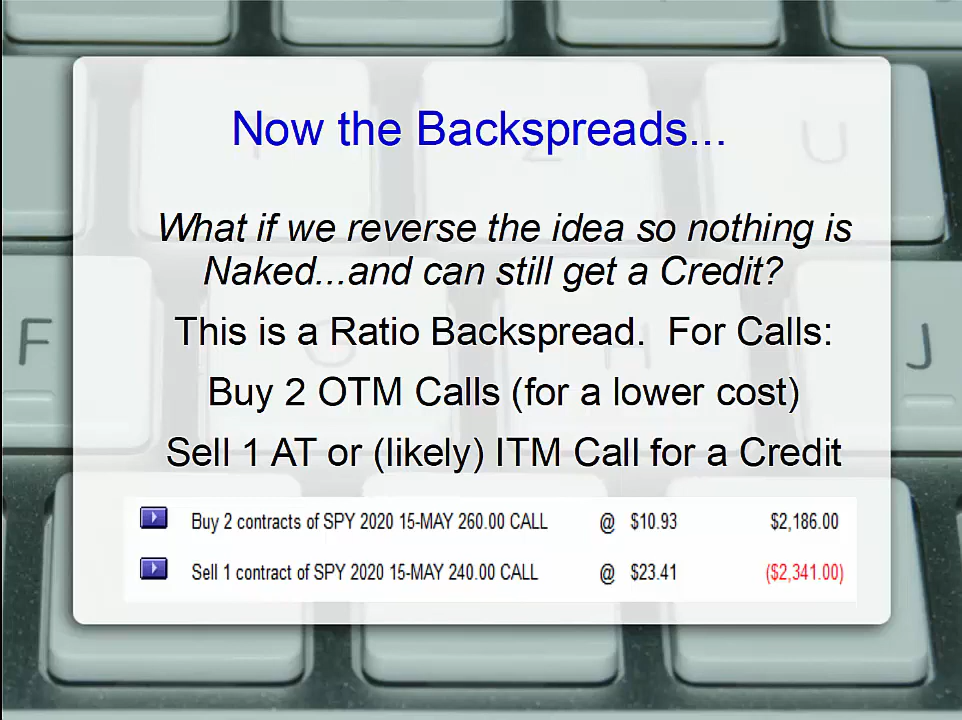 Now the Backspreads...
What if we reverse the idea so nothing is
Naked...and can still get a Credit?
This is a Ratio Backspread.  For Calls:
Buy 2 OTM Calls (for a lower cost)
Sell 1 AT or (likely) ITM Call for a Credit
Buy 2 contracts of SPY 2020 15-MAY 260.00 CALL @ $10.93 $2,186.00
Sell 1 contract of SPY 2020 15-MAY 240.00 CALL @ $23.41 ($2,341.00)
U
F
J